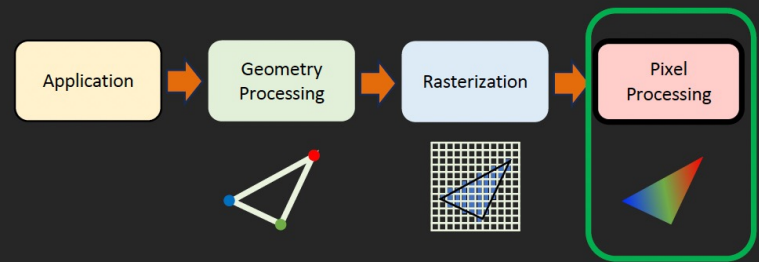 Application
Geometry
Processing
Rasterization
Pixel
Processing